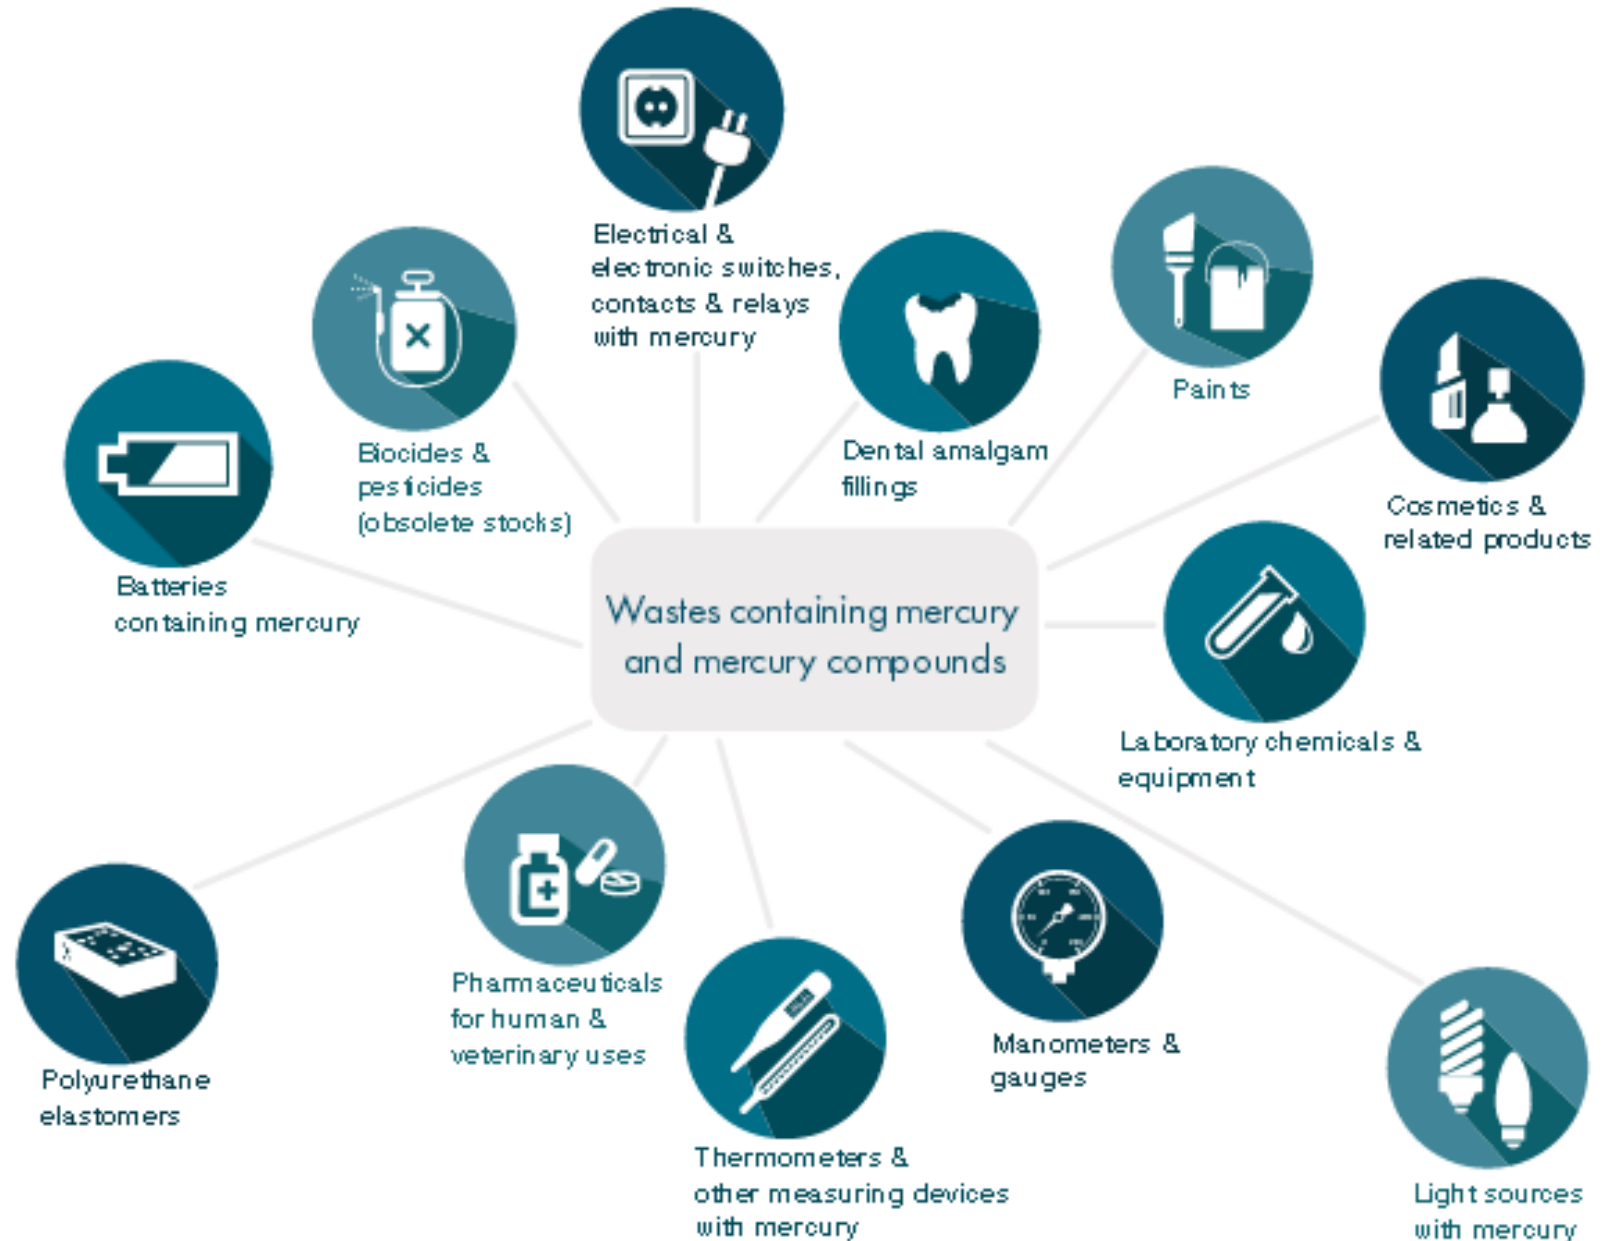 Electrical &
electronic switches,
contacts & relays
with mercury
Paints
Biocides &
pesticides
(obsolete stocks)
Dental amalgam
fillings
Cosmetics &
related products
Batteries
containing mercury
Wastes containing mercury
and mercury compounds
Laboratory chemicals &
equipment
Pharmaceuticals
for human &
veterinary uses
Manometers &
gauges
Polyurethane
elastomers
Thermometers &
other measuring devices
with mercury
Light sources
with mercury